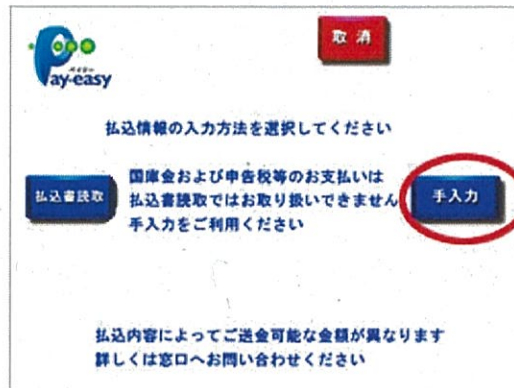 取消
ペイジー
Pay-easy
払込情報の入力方法を選択してください
払込書読取
国庫金および申告税等のお支払いは
払込書読取ではお取り扱いできません
手入力をご利用ください
手入力
払込内容によってご送金可能な金額が異なります
詳しくは窓口へお問い合わせください